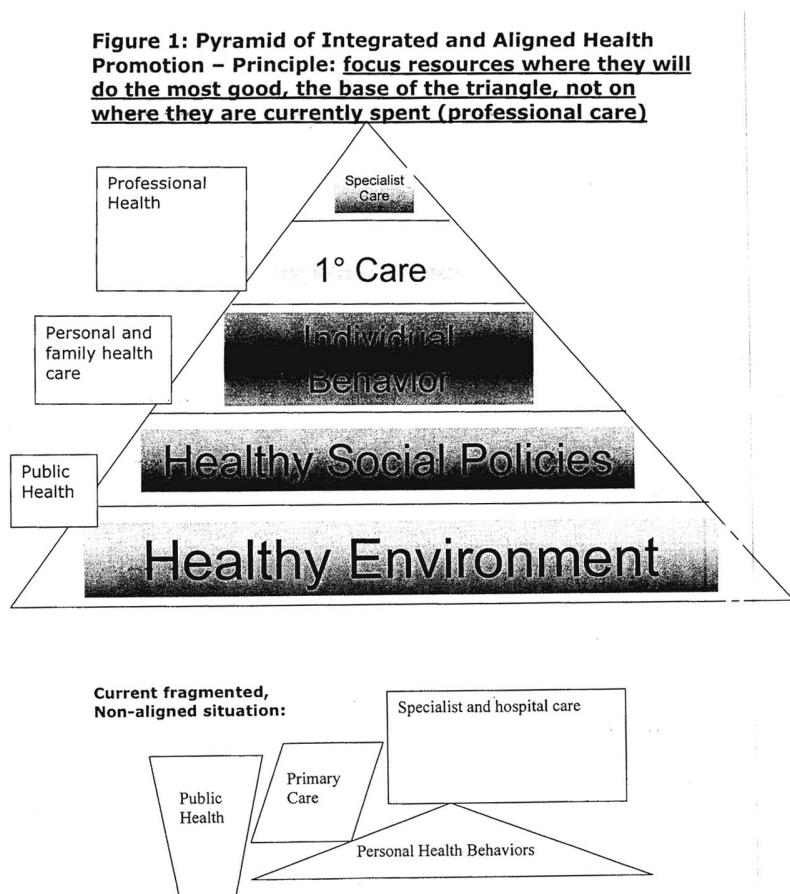 Figure 1: Pyramid of Integrated and Aligned Health
Promotion – Principle: focus resources where they will
do the most good, the base of the triangle, not on
where they are currently spent (professional care)
Professional
Health
Specialist
Care
1° Care
Personal and
family health
care
Individual
Behavior
Healthy Social Policies
Public
Health
Healthy Environment
Current fragmented,
Non-aligned situation:
Specialist and hospital care
Primary
Care
Public
Health
Personal Health Behaviors